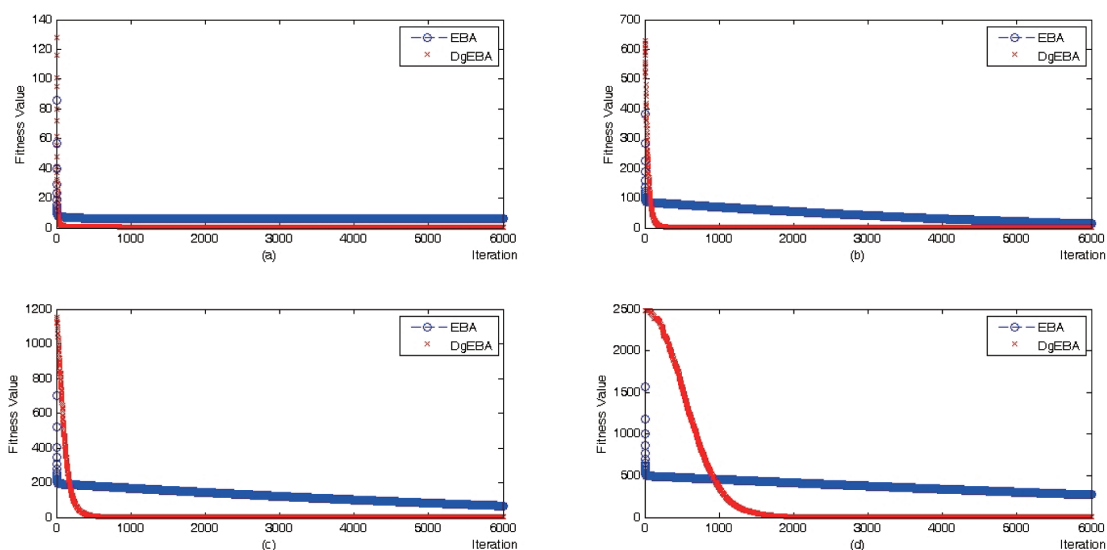 140
120
100
80
60
40
20
0
Fitness Value
EBA
DgEBA
0 1000 2000 3000 4000 5000 6000
(a) Iteration
700
600
500
400
300
200
100
0
Fitness Value
EBA
DgEBA
0 1000 2000 3000 4000 5000 6000
(b) Iteration
1200
1000
800
600
400
200
0
Fitness Value
EBA
DgEBA
0 1000 2000 3000 4000 5000 6000
(c) Iteration
2500
2000
1500
1000
500
0
Fitness Value
EBA
DgEBA
0 1000 2000 3000 4000 5000 6000
(d) Iteration